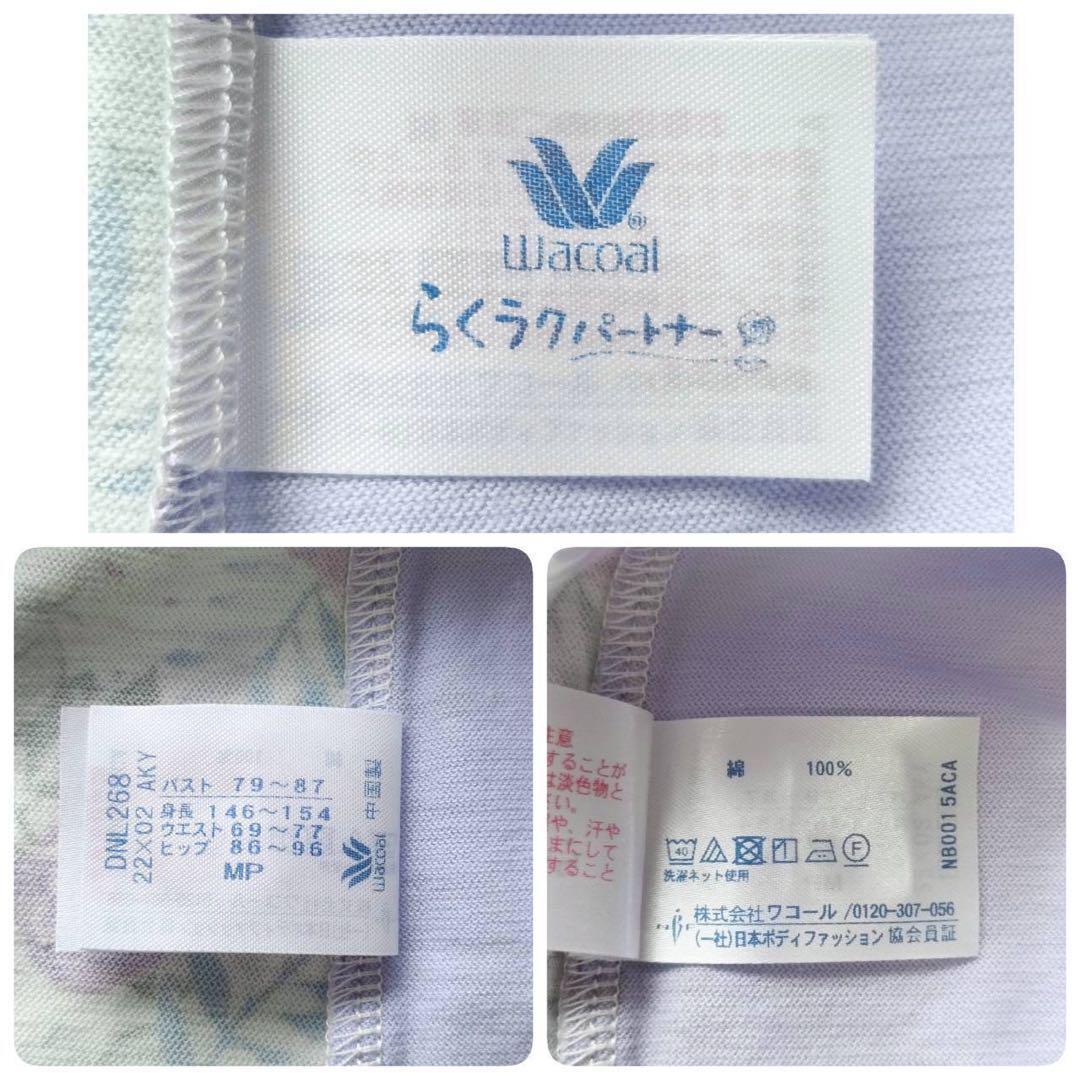 Wacoal
らくラクパートナー
DNL268
22×02 AKY
バスト 79～87
身長 146～154
ウエスト 69～77
ヒップ 86～96
MP
中国製
Wacoal
注意
することが
は淡色物と
さい。
や、汗や
まにして
すること
綿 100%
40
F
洗濯ネット使用
株式会社ワコール/0120-307-056
(一社)日本ボディファッション協会員証
NB0015ACA